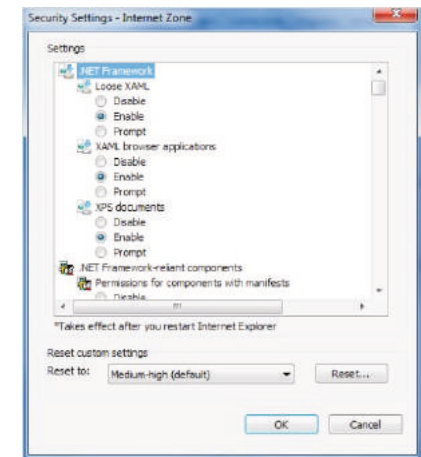 Security Settings - Internet Zone
Settings
.NET Framework
Loose XAML
Disable
Enable
Prompt
XAML browser applications
Disable
Enable
Prompt
XPS documents
Disable
Enable
Prompt
.NET Framework-reliant components
Permissions for components with manifests
Disable
*Takes effect after you restart Internet Explorer
Reset custom settings
Reset to:
Medium-high (default)
Reset...
OK
Cancel